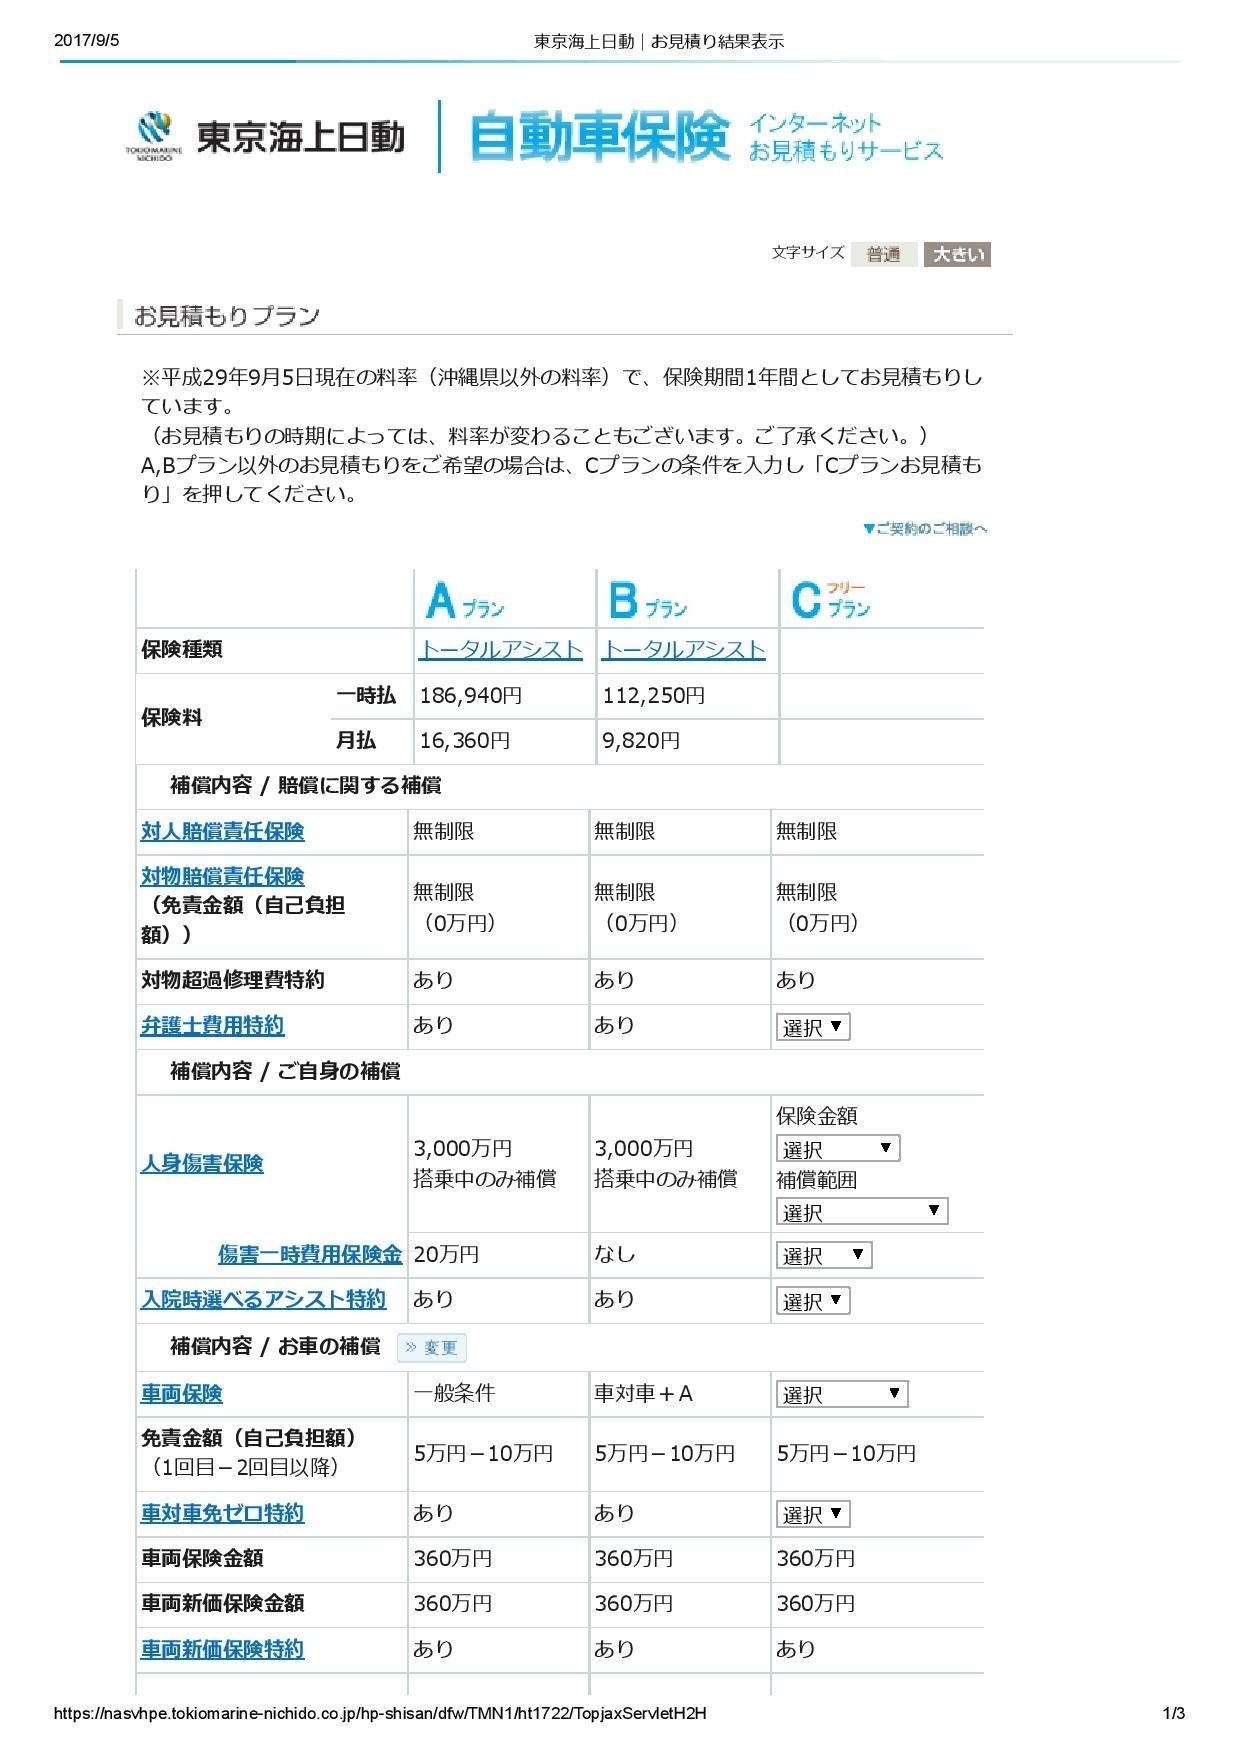 2017/9/5 東京海上日動｜お見積り結果表示
TOKIO MARINE
NICHIDO
東京海上日動
自動車保険
インターネット
お見積もりサービス
文字サイズ 普通 大きい
お見積もりプラン
※平成29年9月5日現在の料率（沖縄県以外の料率）で、保険期間1年間としてお見積もりし
ています。
（お見積もりの時期によっては、料率が変わることもございます。ご了承ください。）
A,Bプラン以外のお見積もりをご希望の場合は、Cプランの条件を入力し「Cプランお見積も
り」を押してください。
▼ご契約のご相談へ
Aプラン Bプラン Cフリープラン
保険種類 トータルアシスト トータルアシスト
保険料 一時払 186,940円 112,250円
月払 16,360円 9,820円
補償内容 / 賠償に関する補償
対人賠償責任保険 無制限 無制限 無制限
対物賠償責任保険
（免責金額（自己負担
額））
無制限 無制限 無制限
（0万円） （0万円） （0万円）
対物超過修理費特約 あり あり あり
弁護士費用特約 あり あり 選択▼
補償内容 / ご自身の補償
人身傷害保険
3,000万円
搭乗中のみ補償
3,000万円
搭乗中のみ補償
保険金額
選択 ▼
補償範囲
選択 ▼
傷害一時費用保険金 20万円 なし 選択 ▼
入院時選べるアシスト特約 あり あり 選択▼
補償内容 / お車の補償 » 変更
車両保険 一般条件 車対車＋A 選択 ▼
免責金額（自己負担額）
（1回目－2回目以降）
5万円－10万円 5万円－10万円 5万円－10万円
車対車免ゼロ特約 あり あり 選択▼
車両保険金額 360万円 360万円 360万円
車両新価保険金額 360万円 360万円 360万円
車両新価保険特約 あり あり あり
https://nasvhpe.tokiomarine-nichido.co.jp/hp-shisan/dfw/TMN1/ht1722/TopjaxServletH2H 1/3